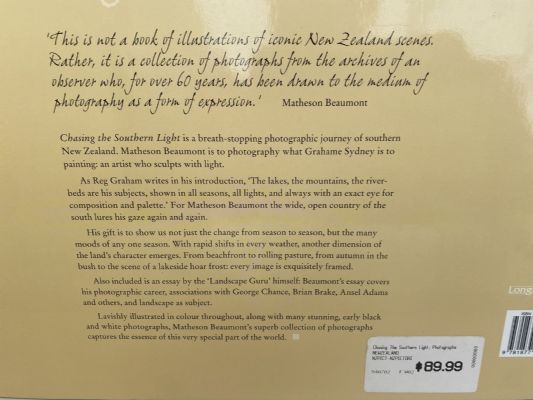 'This is not a book of illustrations of iconic New Zealand scenes.
Rather, it is a collection of photographs from the archives of an
observer who, for over 60 years, has been drawn to the medium of
photography as a form of expression.' Matheson Beaumont
Chasing the Southern Light is a breath-stopping photographic journey of southern
New Zealand. Matheson Beaumont is to photography what Grahame Sydney is to
painting: an artist who sculpts with light.
As Reg Graham writes in his introduction, 'The lakes, the mountains, the river-
beds are his subjects, shown in all seasons, all lights, and always with an exact eye for
composition and palette.' For Matheson Beaumont the wide, open country of the
south lures his gaze again and again.
His gift is to show us not just the change from season to season, but the many
moods of any one season. With rapid shifts in every weather, another dimension of
the land's character emerges. From beachfront to rolling pasture, from autumn in the
bush to the scene of a lakeside hoar frost: every image is exquisitely framed.
Also included is an essay by the 'Landscape Guru' himself: Beaumont's essay covers
his photographic career, associations with George Chance, Brian Brake, Ansel Adams
and others, and landscape as subject.
Lavishly illustrated in colour throughout, along with many stunning, early black
and white photographs, Matheson Beaumont's superb collection of photographs
captures the essence of this very special part of the world.
Long
Chasing The Southern Light: Photographs
NEWZEALAND
$89.99
9 781877